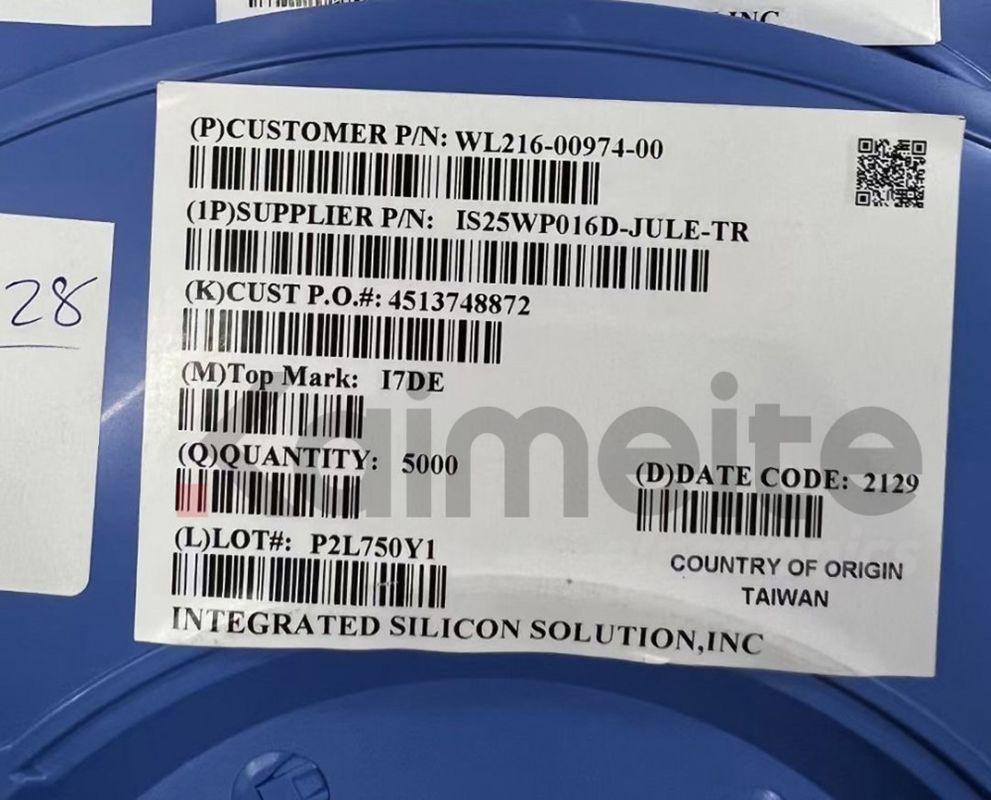 INC
(P)CUSTOMER P/N: WL216-00974-00
(1P)SUPPLIER P/N: IS25WP016D-JULE-TR
(K)CUST P.O.#: 4513748872
(M)Top Mark: I7DE
(Q)QUANTITY: 5000
(D)DATE CODE: 2129
(L)LOT#: P2L750Y1
COUNTRY OF ORIGIN
TAIWAN
INTEGRATED SILICON SOLUTION,INC
28
Kaimeite